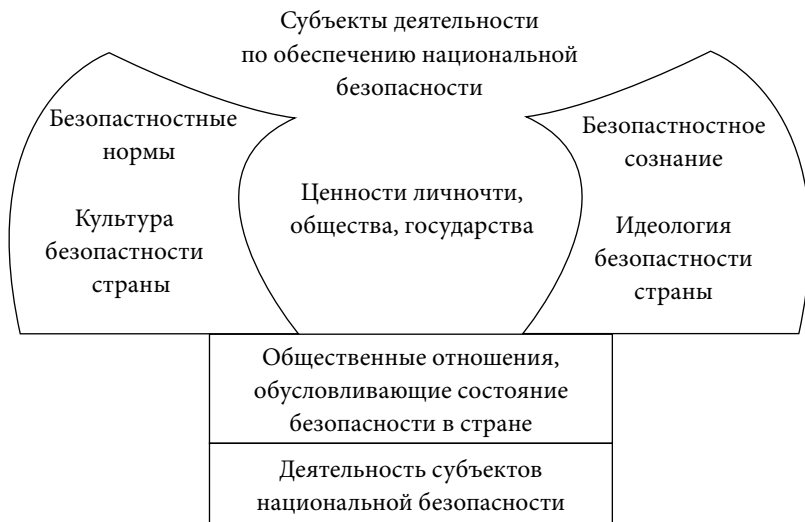 Субъекты деятельности
по обеспечению национальной
безопасности
Безопастностные
нормы
Культура
безопастности
страны
Ценности личночти,
общества, государства
Безопастностное
сознание
Идеология
безопастности
страны
Общественные отношения,
обусловливающие состояние
безопасности в стране
Деятельность субъектов
национальной безопасности